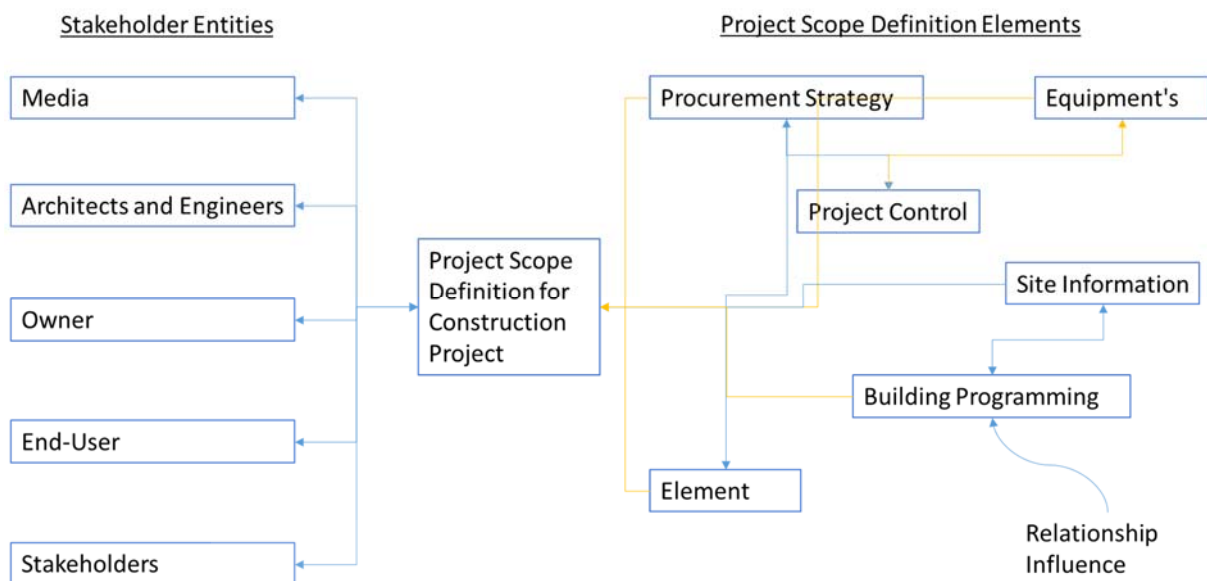 Stakeholder Entities
Project Scope Definition Elements
Media
Procurement Strategy
Equipment's
Architects and Engineers
Project Control
Project Scope
Definition for
Construction
Project
Site Information
Owner
Building Programming
End-User
Element
Relationship
Influence
Stakeholders